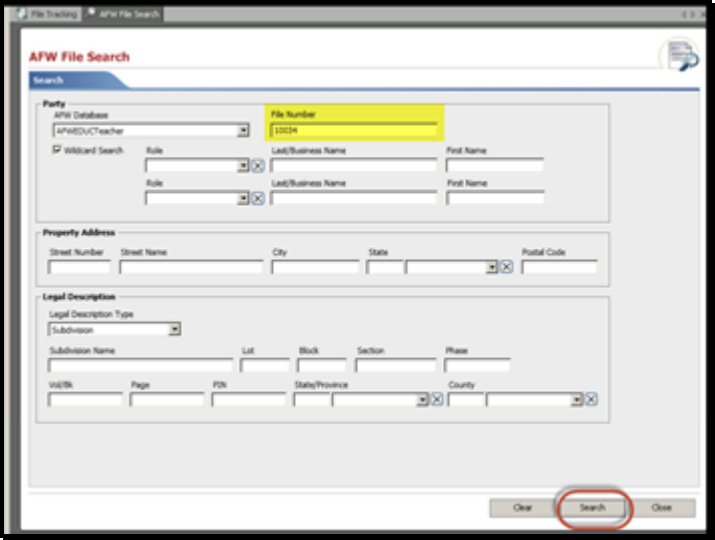 File Tracking AFW File Search
AFW File Search
Search
Party
AFW Database File Number
AFWEDUCTeacher 10034
Wildcard Search Role Last/Business Name First Name
Role Last/Business Name First Name
Property Address
Street Number Street Name City State Postal Code
Legal Description
Legal Description Type
Subdivision
Subdivision Name Lot Block Section Phase
Vol/Bk Page PIN State/Province County
Clear Search Close